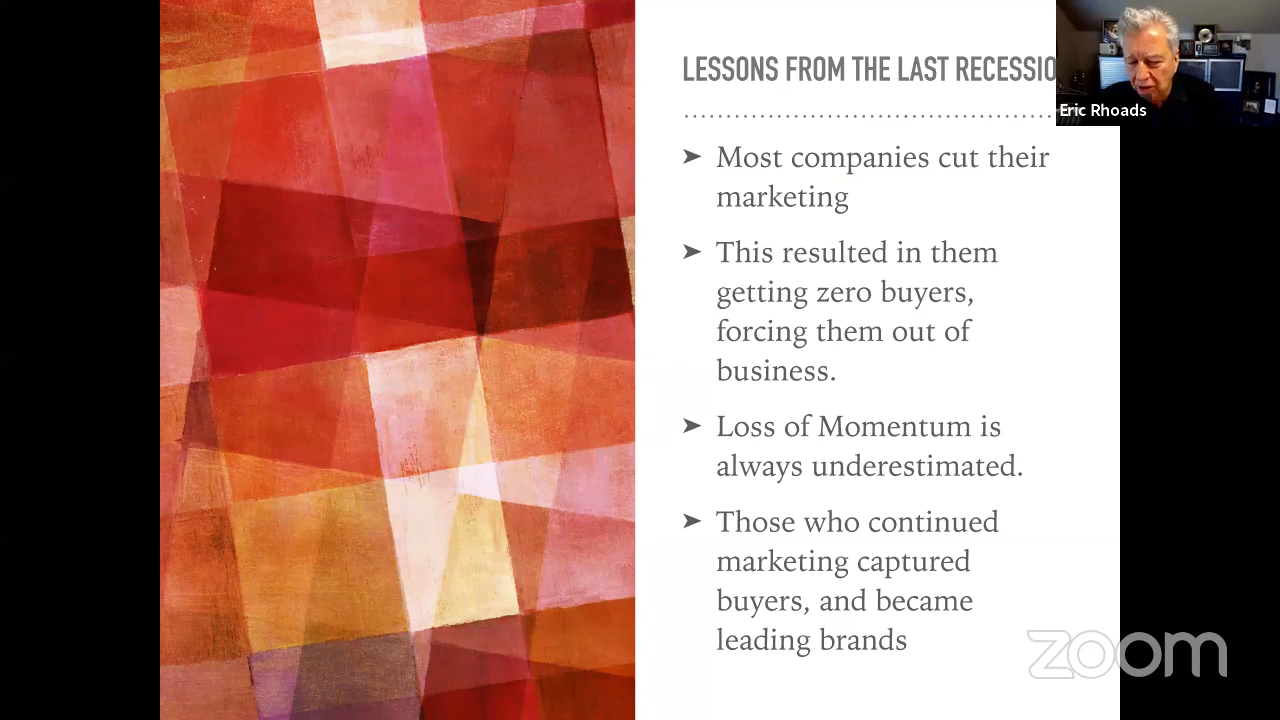 LESSONS FROM THE LAST RECESSIO
Eric Rhoads
➤ Most companies cut their
marketing
➤ This resulted in them
getting zero buyers,
forcing them out of
business.
➤ Loss of Momentum is
always underestimated.
➤ Those who continued
marketing captured
buyers, and became
leading brands
zoom